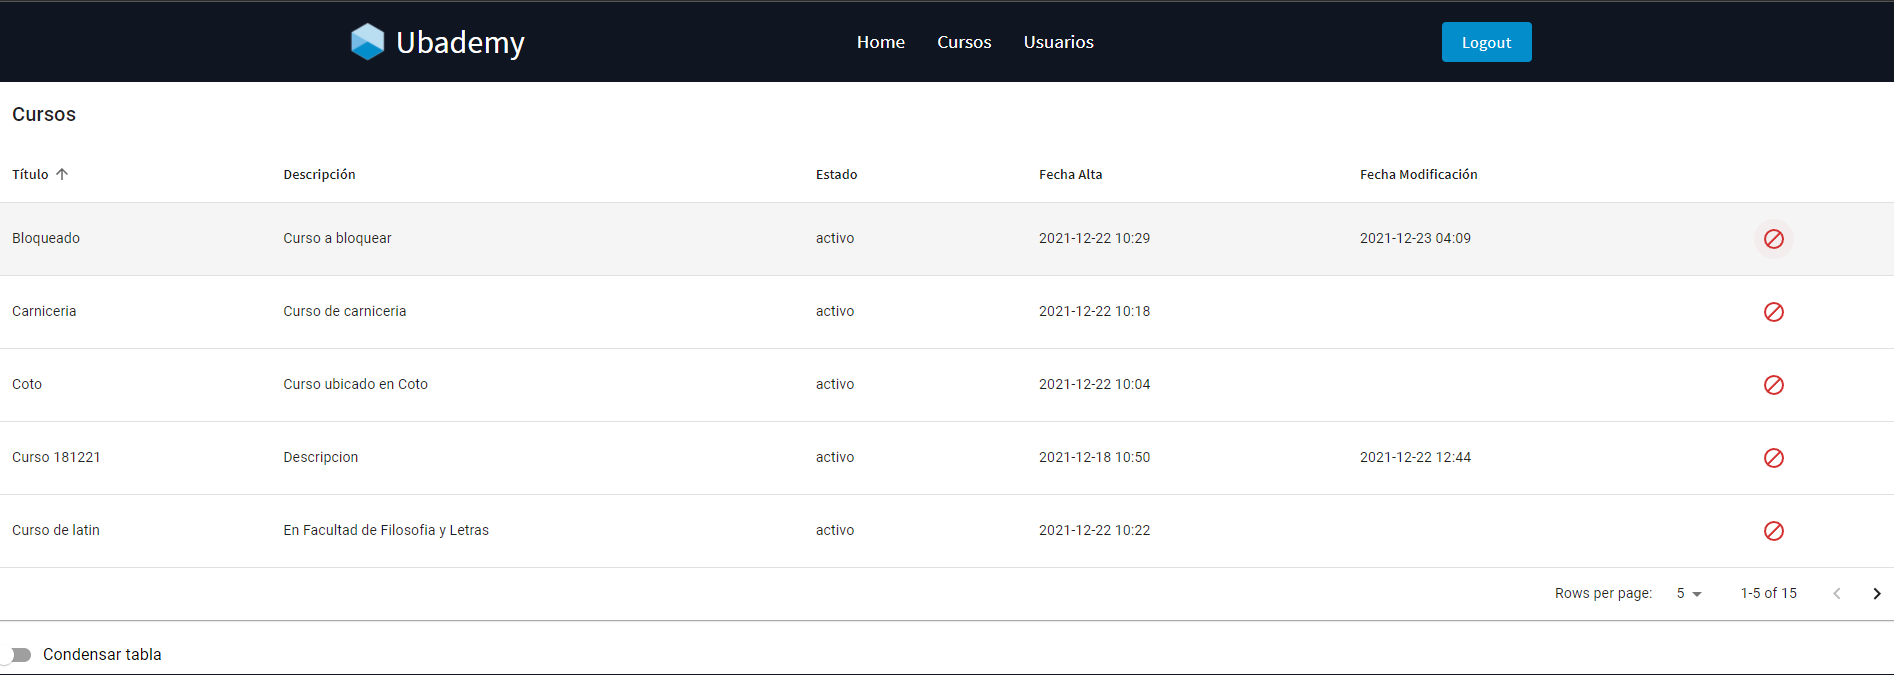 Ubademy Home Cursos Usuarios Logout
Cursos
Título Descripción Estado Fecha Alta Fecha Modificación
Bloqueado Curso a bloquear activo 2021-12-22 10:29 2021-12-23 04:09
Carniceria Curso de carniceria activo 2021-12-22 10:18
Coto Curso ubicado en Coto activo 2021-12-22 10:04
Curso 181221 Descripcion activo 2021-12-18 10:50 2021-12-22 12:44
Curso de latin En Facultad de Filosofia y Letras activo 2021-12-22 10:22
Rows per page: 5 1-5 of 15
Condensar tabla